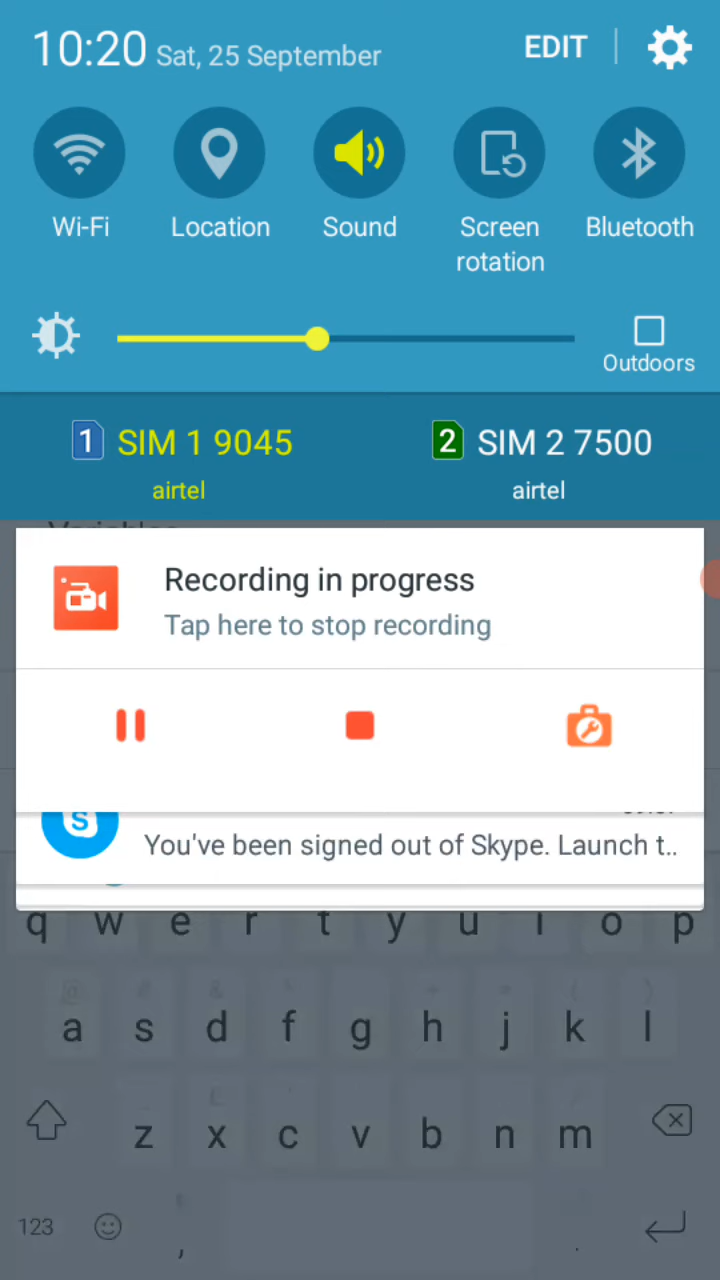 10:20 Sat, 25 September EDIT
Wi-Fi Location Sound Screen rotation Bluetooth
Outdoors
1 SIM 1 9045 2 SIM 2 7500
airtel airtel
Recording in progress
Tap here to stop recording
S
You've been signed out of Skype. Launch t..
q w e r t y u i o p
a s d f g h j k l
z x c v b n m
123 , .